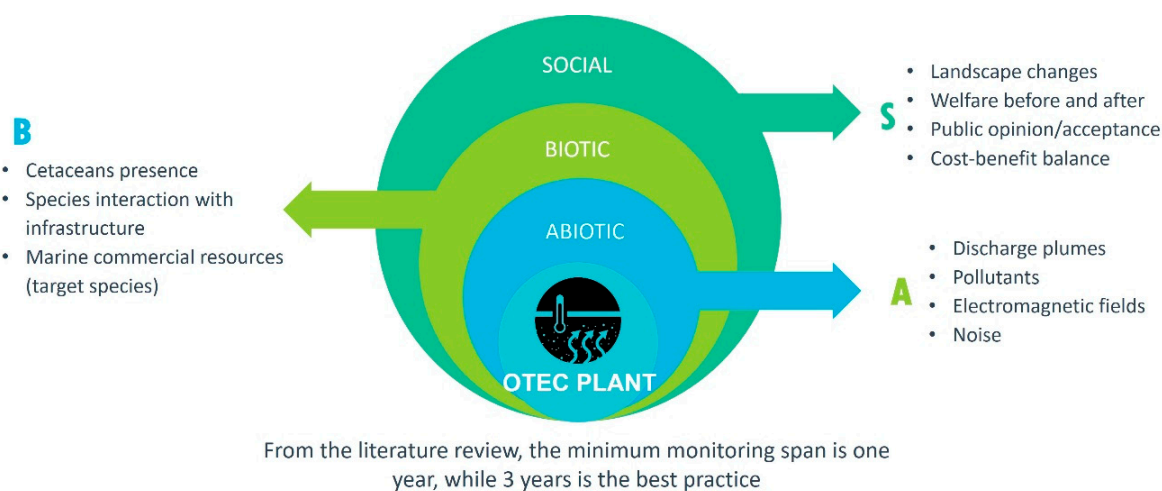 SOCIAL
BIOTIC
ABIOTIC
OTEC PLANT
B
• Cetaceans presence
• Species interaction with
infrastructure
• Marine commercial resources
(target species)
S
• Landscape changes
• Welfare before and after
• Public opinion/acceptance
• Cost-benefit balance
A
• Discharge plumes
• Pollutants
• Electromagnetic fields
• Noise
From the literature review, the minimum monitoring span is one
year, while 3 years is the best practice